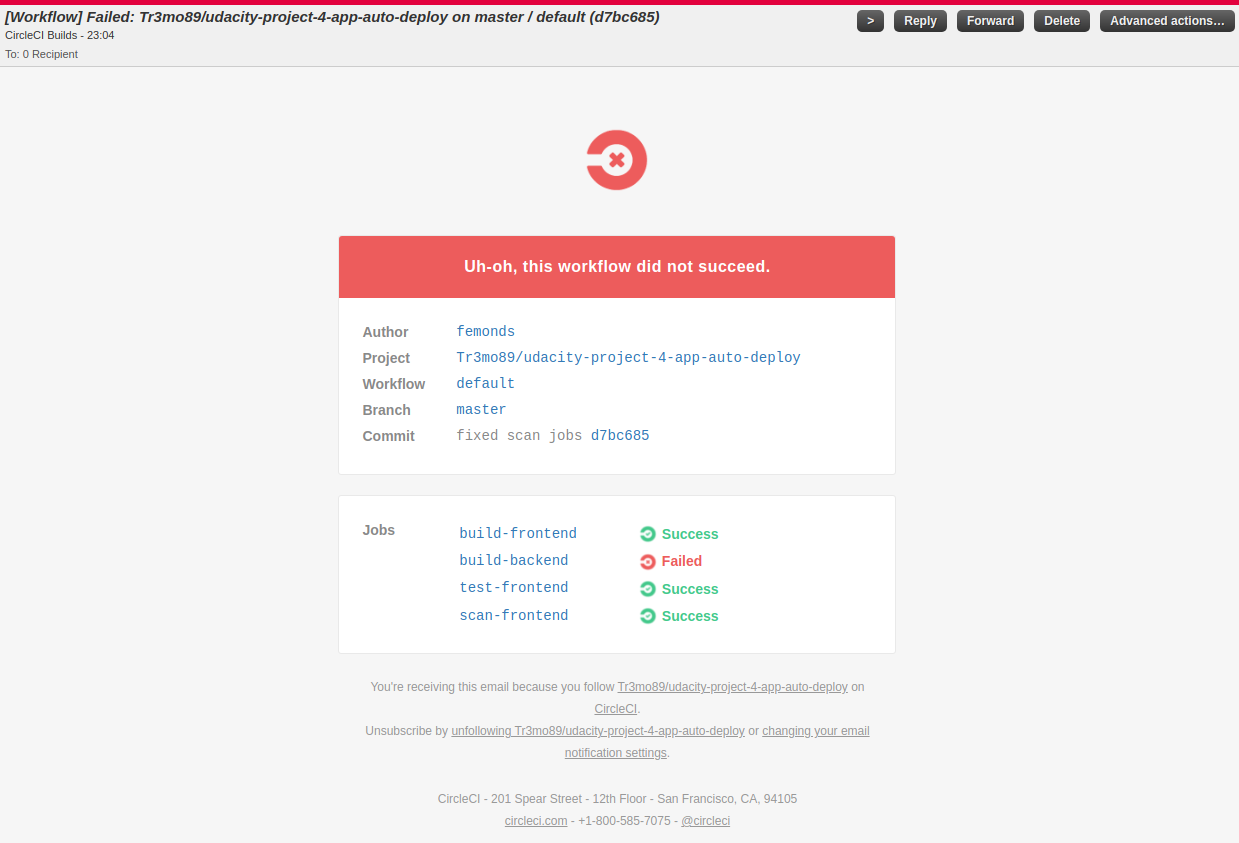 [Workflow] Failed: Tr3mo89/udacity-project-4-app-auto-deploy on master / default (d7bc685)
> Reply Forward Delete Advanced actions…
CircleCI Builds - 23:04
To: 0 Recipient
Uh-oh, this workflow did not succeed.
Author femonds
Project Tr3mo89/udacity-project-4-app-auto-deploy
Workflow default
Branch master
Commit fixed scan jobs d7bc685
Jobs build-frontend Success
build-backend Failed
test-frontend Success
scan-frontend Success
You're receiving this email because you follow Tr3mo89/udacity-project-4-app-auto-deploy on
CircleCI.
Unsubscribe by unfollowing Tr3mo89/udacity-project-4-app-auto-deploy or changing your email
notification settings.
CircleCI - 201 Spear Street - 12th Floor - San Francisco, CA, 94105
circleci.com - +1-800-585-7075 - @circleci